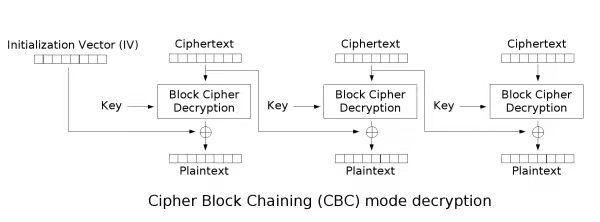 Initialization Vector (IV)
Ciphertext
Ciphertext
Ciphertext
Key
Block Cipher
Decryption
Key
Block Cipher
Decryption
Key
Block Cipher
Decryption
Plaintext
Plaintext
Plaintext
Cipher Block Chaining (CBC) mode decryption